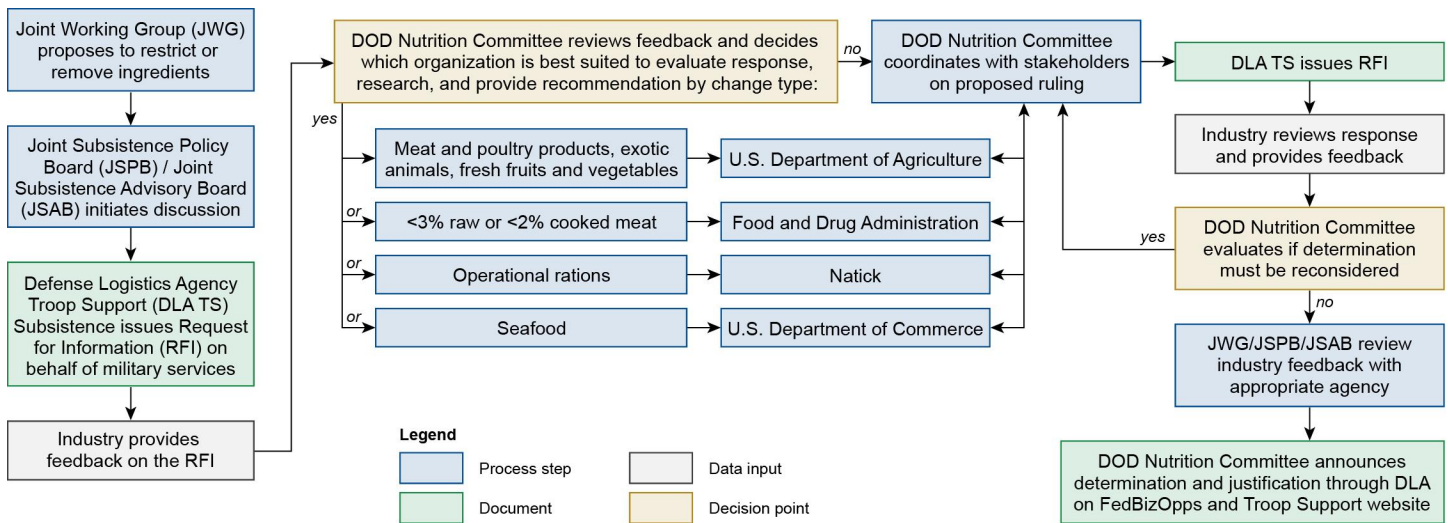 Joint Working Group (JWG)
proposes to restrict or
remove ingredients
Joint Subsistence Policy
Board (JSPB) / Joint
Subsistence Advisory Board
(JSAB) initiates discussion
Defense Logistics Agency
Troop Support (DLA TS)
Subsistence issues Request
for Information (RFI) on
behalf of military services
Industry provides
feedback on the RFI
DOD Nutrition Committee reviews feedback and decides
which organization is best suited to evaluate response,
research, and provide recommendation by change type:
yes
Meat and poultry products, exotic
animals, fresh fruits and vegetables
U.S. Department of Agriculture
or
<3% raw or <2% cooked meat
Food and Drug Administration
or
Operational rations
Natick
or
Seafood
U.S. Department of Commerce
no
DOD Nutrition Committee
coordinates with stakeholders
on proposed ruling
DLA TS issues RFI
Industry reviews response
and provides feedback
DOD Nutrition Committee
evaluates if determination
must be reconsidered
yes
no
JWG/JSPB/JSAB review
industry feedback with
appropriate agency
DOD Nutrition Committee announces
determination and justification through DLA
on FedBizOpps and Troop Support website
Legend
Process step
Data input
Document
Decision point